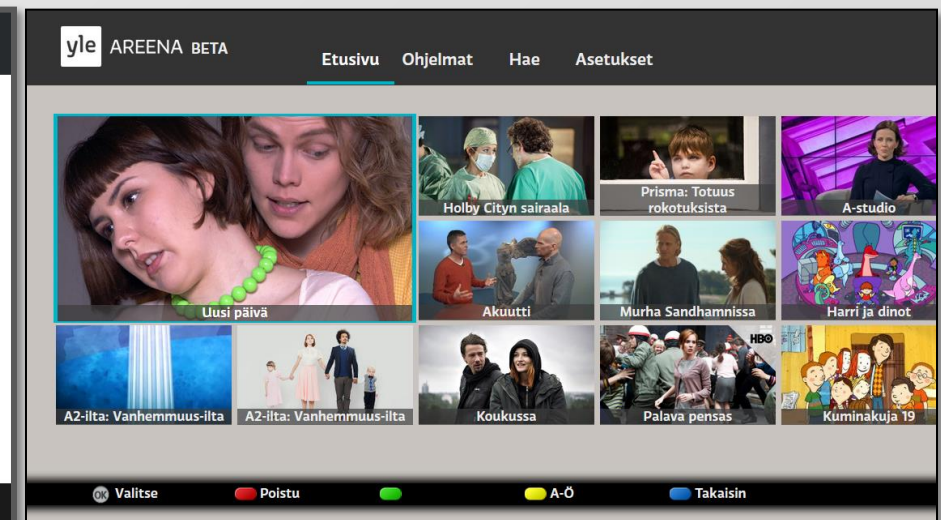 yle AREENA BETA
Etusivu Ohjelmat Hae Asetukset
Uusi päivä
Holby Cityn sairaala
Prisma: Totuus
rokotuksista
A-studio
Akuutti
Murha Sandhamnissa
Harri ja dinot
A2-ilta: Vanhemmuus-ilta
A2-ilta: Vanhemmuus-ilta
Koukussa
HBO
Palava pensas
Kuminakuja 19
OK Valitse
Poistu
A-Ö
Takaisin